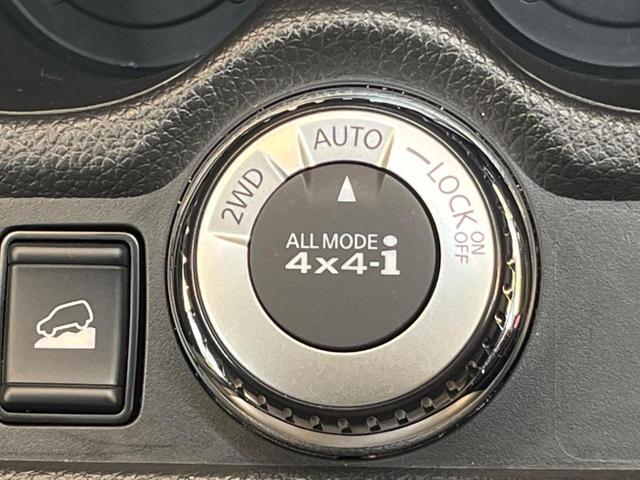 2WD
AUTO
LOCK
ON
OFF
ALL MODE
4x4-i